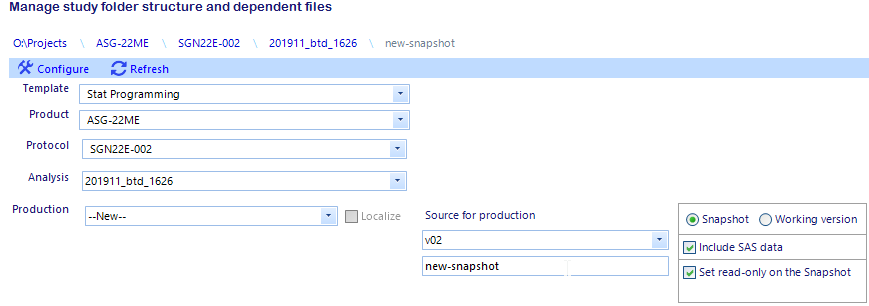 Manage study folder structure and dependent files
O:\Projects \ ASG-22ME \ SGN22E-002 \ 201911_btd_1626 \ new-snapshot
Configure Refresh
Template Stat Programming
Product ASG-22ME
Protocol SGN22E-002
Analysis 201911_btd_1626
Production --New-- Localize Source for production Snapshot Working version
v02 Include SAS data
new-snapshot Set read-only on the Snapshot